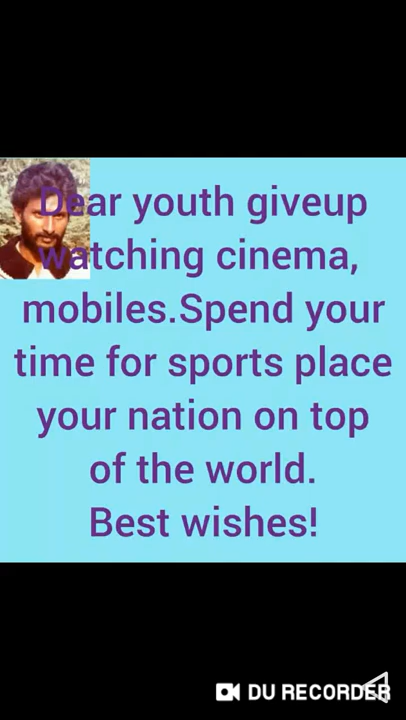 Dear youth giveup
watching cinema,
mobiles.Spend your
time for sports place
your nation on top
of the world.
Best wishes!
DU RECORDER